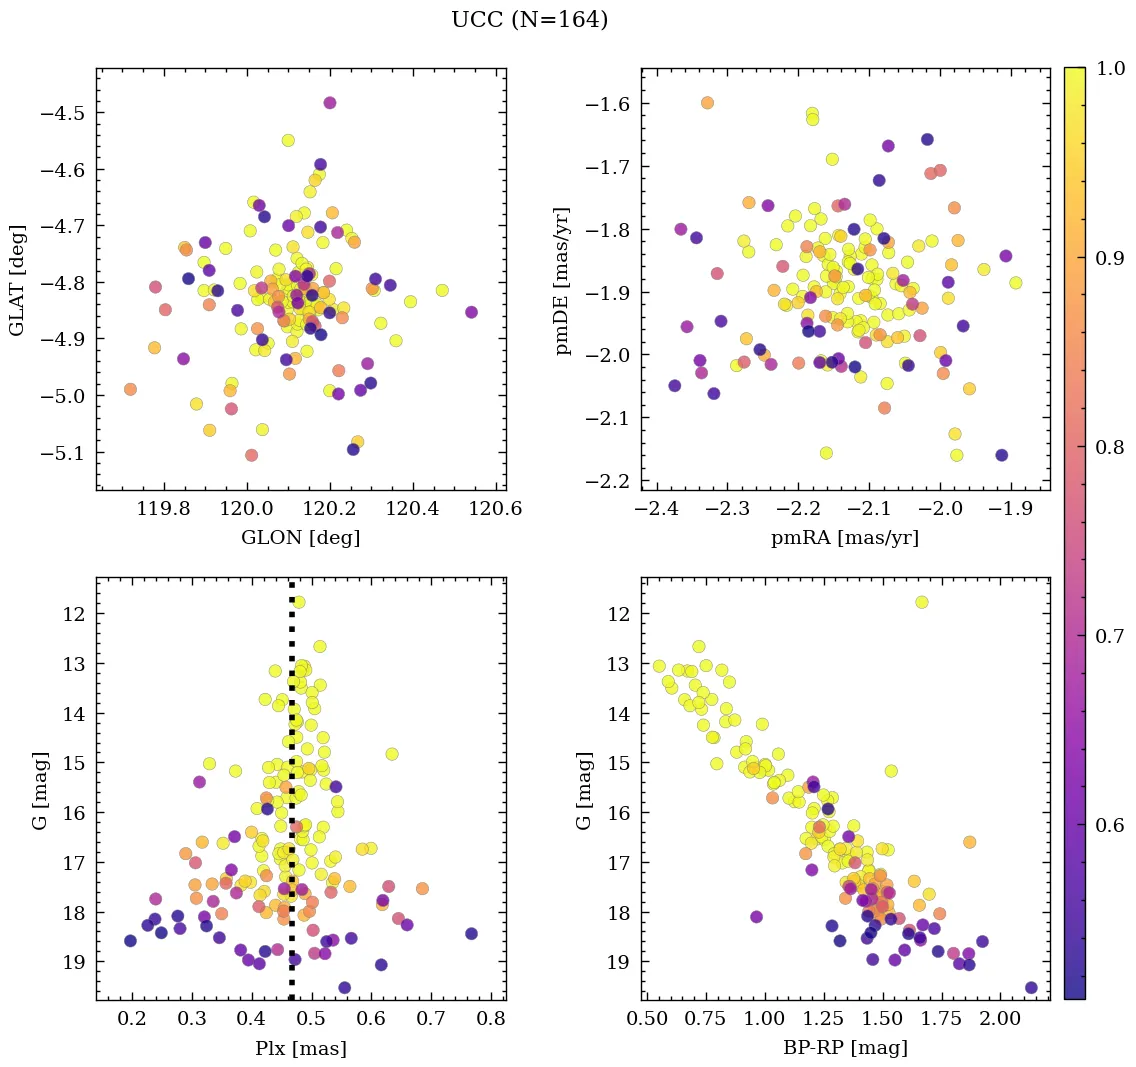 UCC (N=164)
−4.5
−4.6
−4.7
−4.8
−4.9
−5.0
−5.1
GLAT [deg]
119.8 120.0 120.2 120.4 120.6
GLON [deg]
−1.6
−1.7
−1.8
−1.9
−2.0
−2.1
−2.2
pmDE [mas/yr]
−2.4 −2.3 −2.2 −2.1 −2.0 −1.9
pmRA [mas/yr]
1.0
0.9
0.8
0.7
0.6
12
13
14
15
16
17
18
19
G [mag]
0.2 0.3 0.4 0.5 0.6 0.7 0.8
Plx [mas]
12
13
14
15
16
17
18
19
G [mag]
0.50 0.75 1.00 1.25 1.50 1.75 2.00
BP-RP [mag]